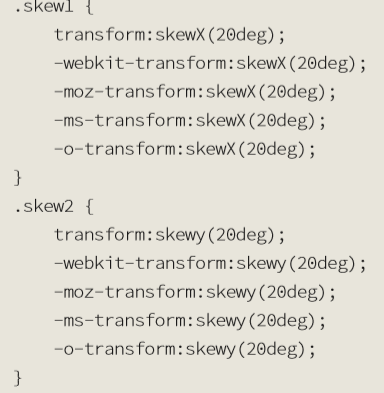 .skew1 {
transform:skewX(20deg);
-webkit-transform:skewX(20deg);
-moz-transform:skewX(20deg);
-ms-transform:skewX(20deg);
-o-transform:skewX(20deg);
}
.skew2 {
transform:skewy(20deg);
-webkit-transform:skewy(20deg);
-moz-transform:skewy(20deg);
-ms-transform:skewy(20deg);
-o-transform:skewy(20deg);
}